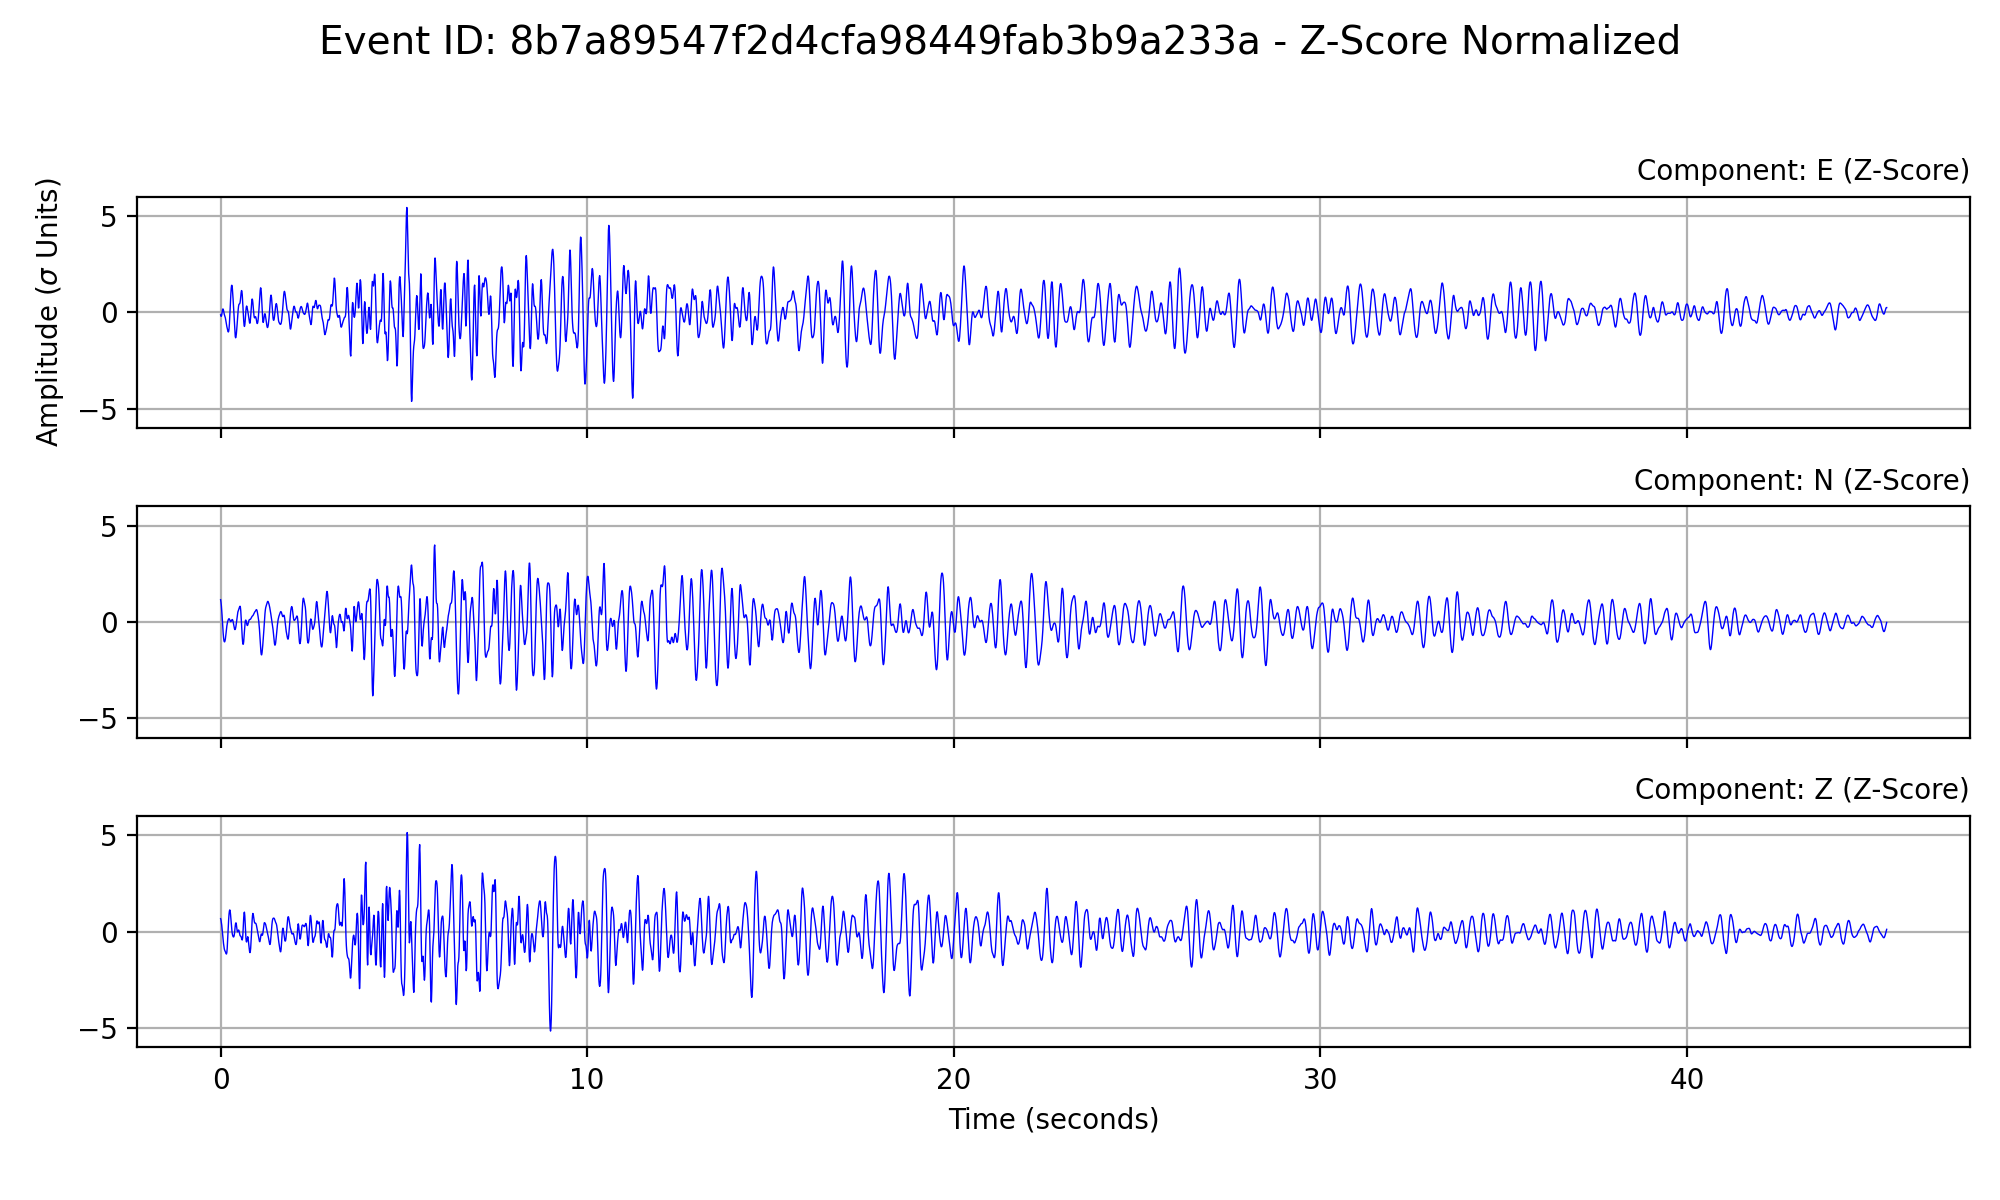 Event ID: 8b7a89547f2d4cfa98449fab3b9a233a - Z-Score Normalized
Component: E (Z-Score)
Amplitude (σ Units)
5
0
−5
Component: N (Z-Score)
5
0
−5
Component: Z (Z-Score)
5
0
−5
0 10 20 30 40
Time (seconds)